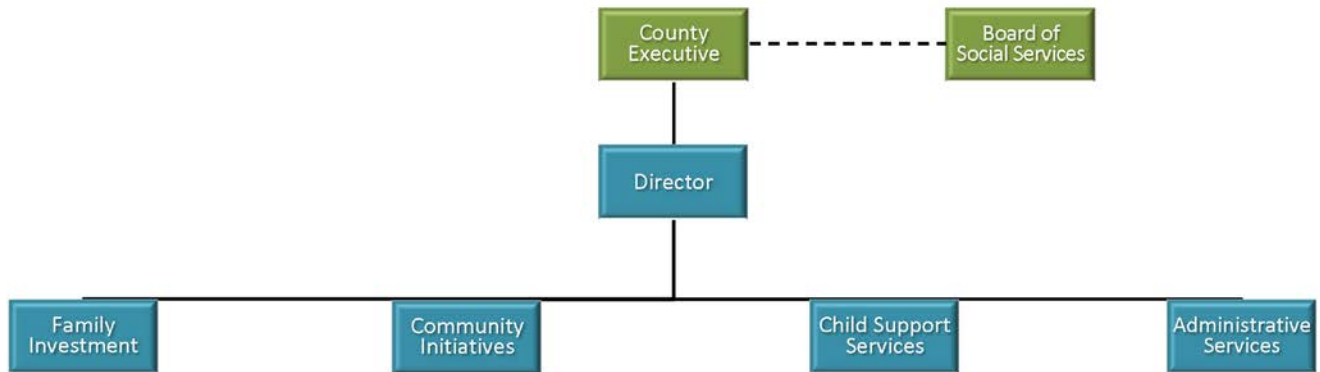 County
Executive
Board of
Social Services
Director
Family
Investment
Community
Initiatives
Child Support
Services
Administrative
Services